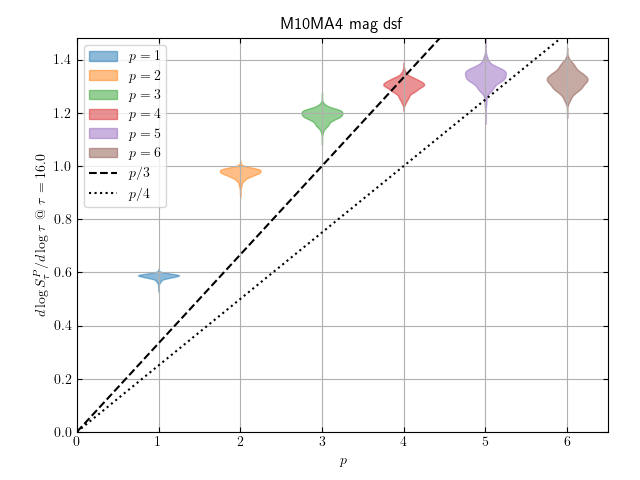 M10MA4 mag dsf
d log S_τ^P / d log τ @ τ = 16.0
1.4
1.2
1.0
0.8
0.6
0.4
0.2
0.0
p = 1
p = 2
p = 3
p = 4
p = 5
p = 6
p/3
p/4
0 1 2 3 4 5 6
p